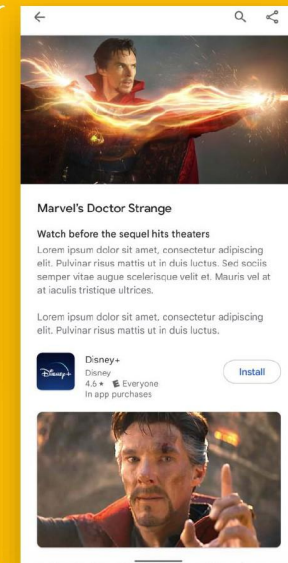 Marvel's Doctor Strange
Watch before the sequel hits theaters
Lorem ipsum dolor sit amet, consectetur adipiscing
elit. Pulvinar risus mattis ut in duis luctus. Sed sociis
semper vitae augue scelerisque velit et. Mauris vel at
at iaculis tristique ultrices.
Lorem ipsum dolor sit amet, consectetur adipiscing
elit. Pulvinar risus mattis ut in duis luctus.
Disney+
Disney+
Disney
4.6 ★ E Everyone
In app purchases
Install